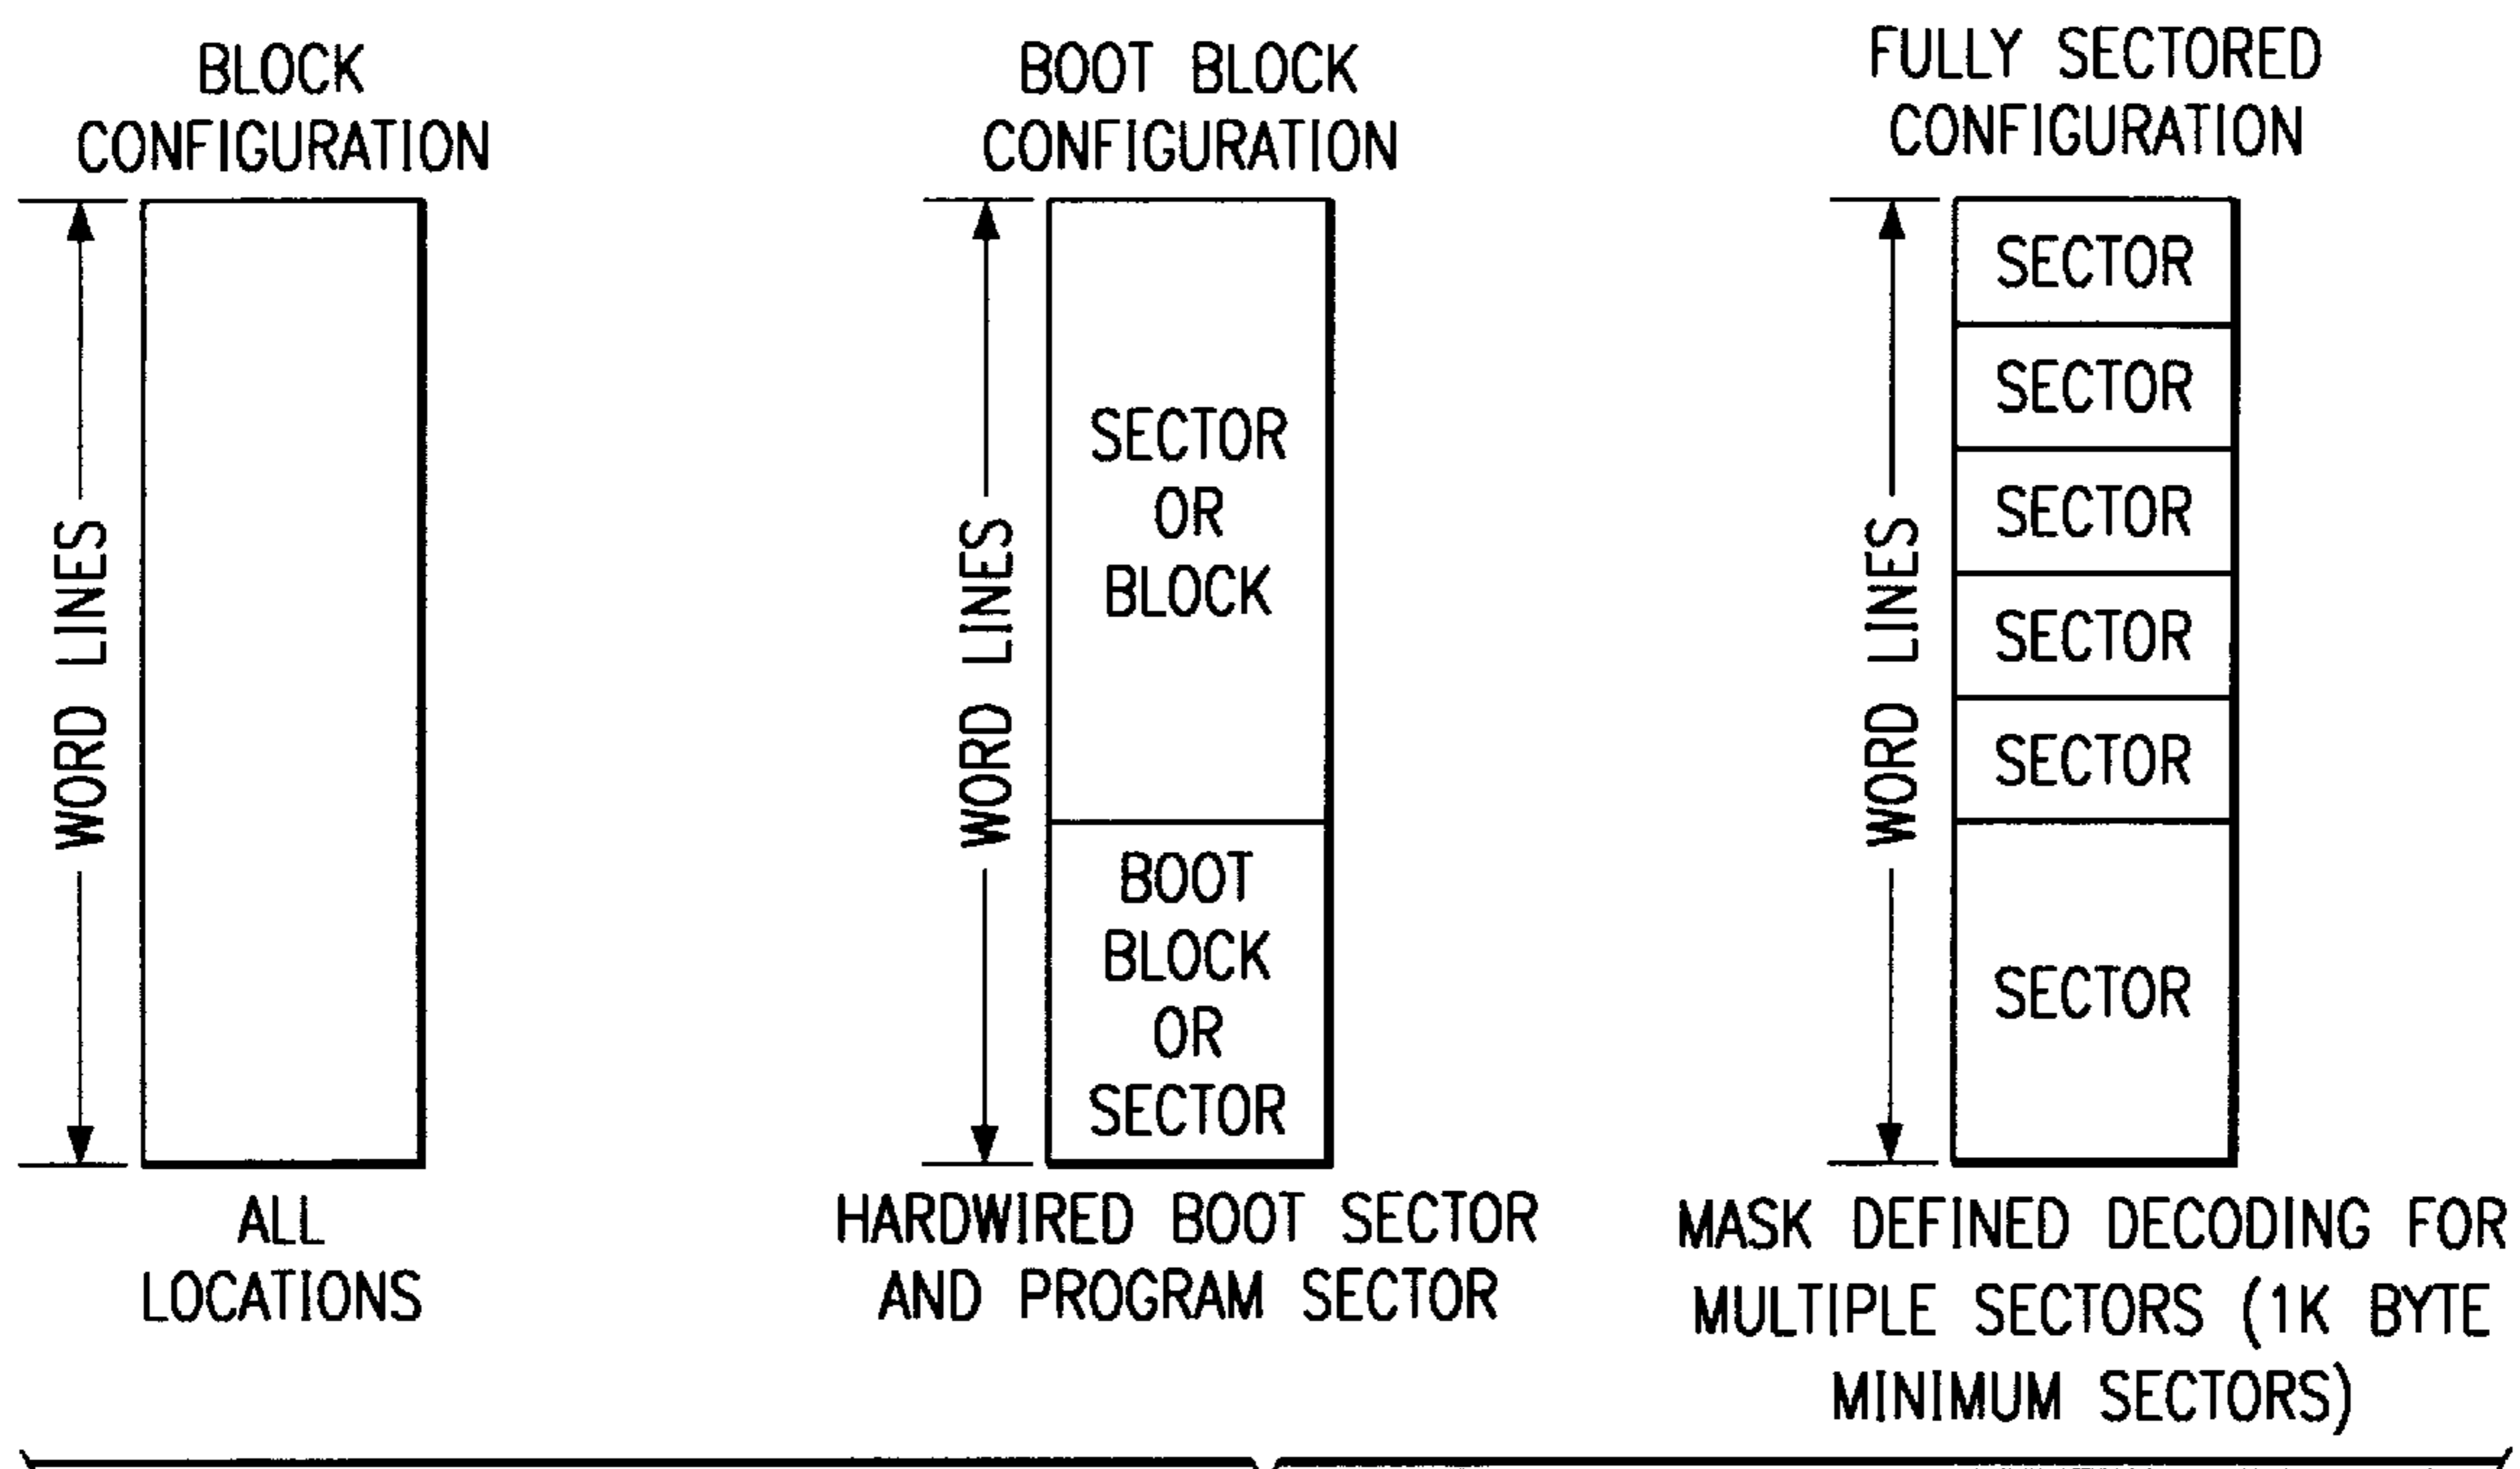 BLOCK
CONFIGURATION
WORD LINES
ALL
LOCATIONS
BOOT BLOCK
CONFIGURATION
WORD LINES
SECTOR
OR
BLOCK
BOOT
BLOCK
OR
SECTOR
HARDWIRED BOOT SECTOR
AND PROGRAM SECTOR
FULLY SECTORED
CONFIGURATION
WORD LINES
SECTOR
SECTOR
SECTOR
SECTOR
SECTOR
SECTOR
MASK DEFINED DECODING FOR
MULTIPLE SECTORS (1K BYTE
MINIMUM SECTORS)